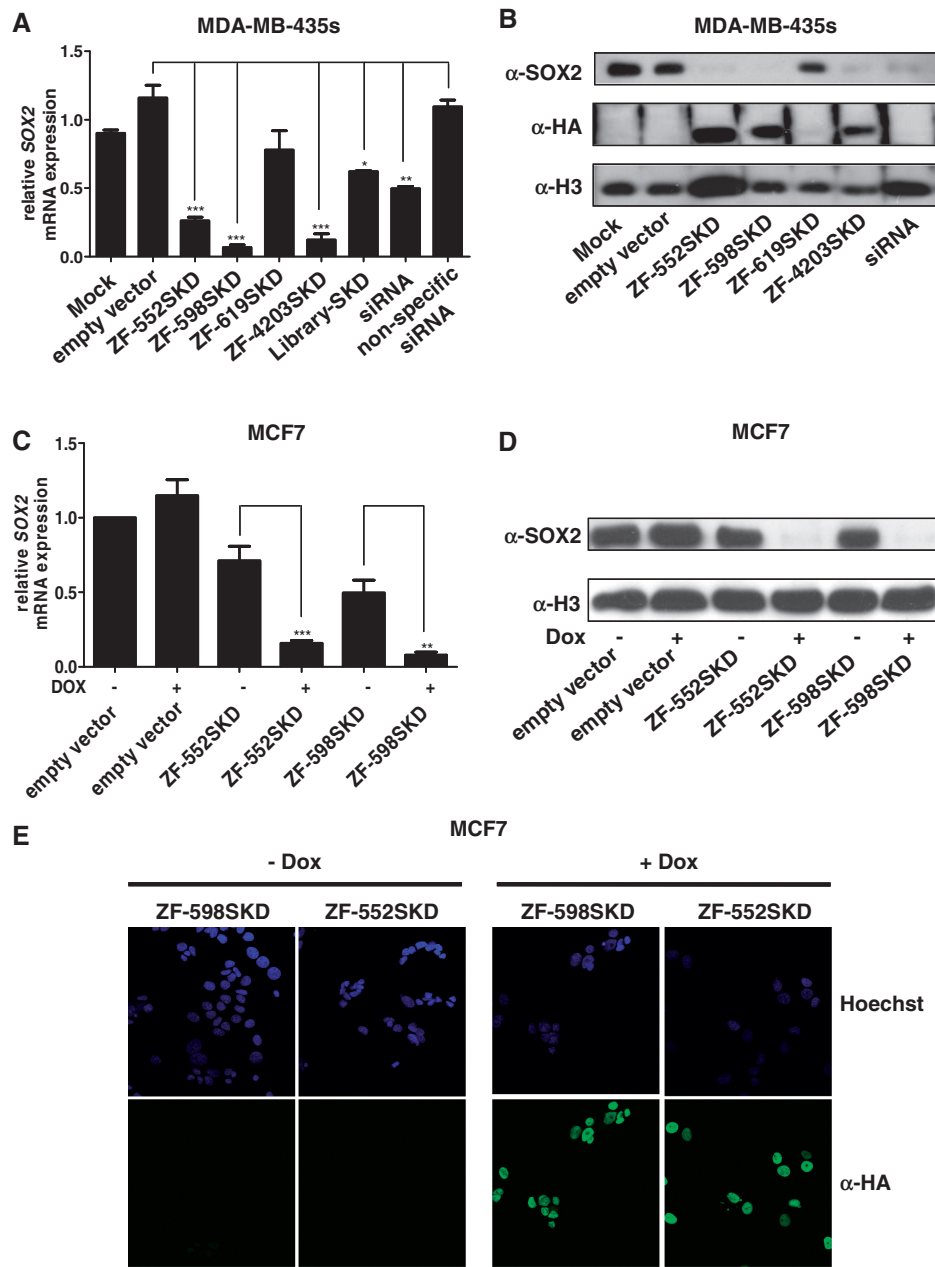 A
MDA-MB-435s
relative SOX2
mRNA expression
1.5
1.0
0.5
0.0
***
***
***
*
**
Mock
empty vector
ZF-552SKD
ZF-598SKD
ZF-619SKD
ZF-4203SKD
Library-SKD
siRNA
non-specific
siRNA
B
MDA-MB-435s
α-SOX2
α-HA
α-H3
Mock
empty vector
ZF-552SKD
ZF-598SKD
ZF-619SKD
ZF-4203SKD
siRNA
C
MCF7
relative SOX2
mRNA expression
1.5
1.0
0.5
0.0
***
**
DOX - + - + - +
empty vector
empty vector
ZF-552SKD
ZF-552SKD
ZF-598SKD
ZF-598SKD
D
MCF7
α-SOX2
α-H3
Dox - + - + - +
empty vector
empty vector
ZF-552SKD
ZF-552SKD
ZF-598SKD
ZF-598SKD
E
MCF7
- Dox
+ Dox
ZF-598SKD
ZF-552SKD
ZF-598SKD
ZF-552SKD
Hoechst
α-HA